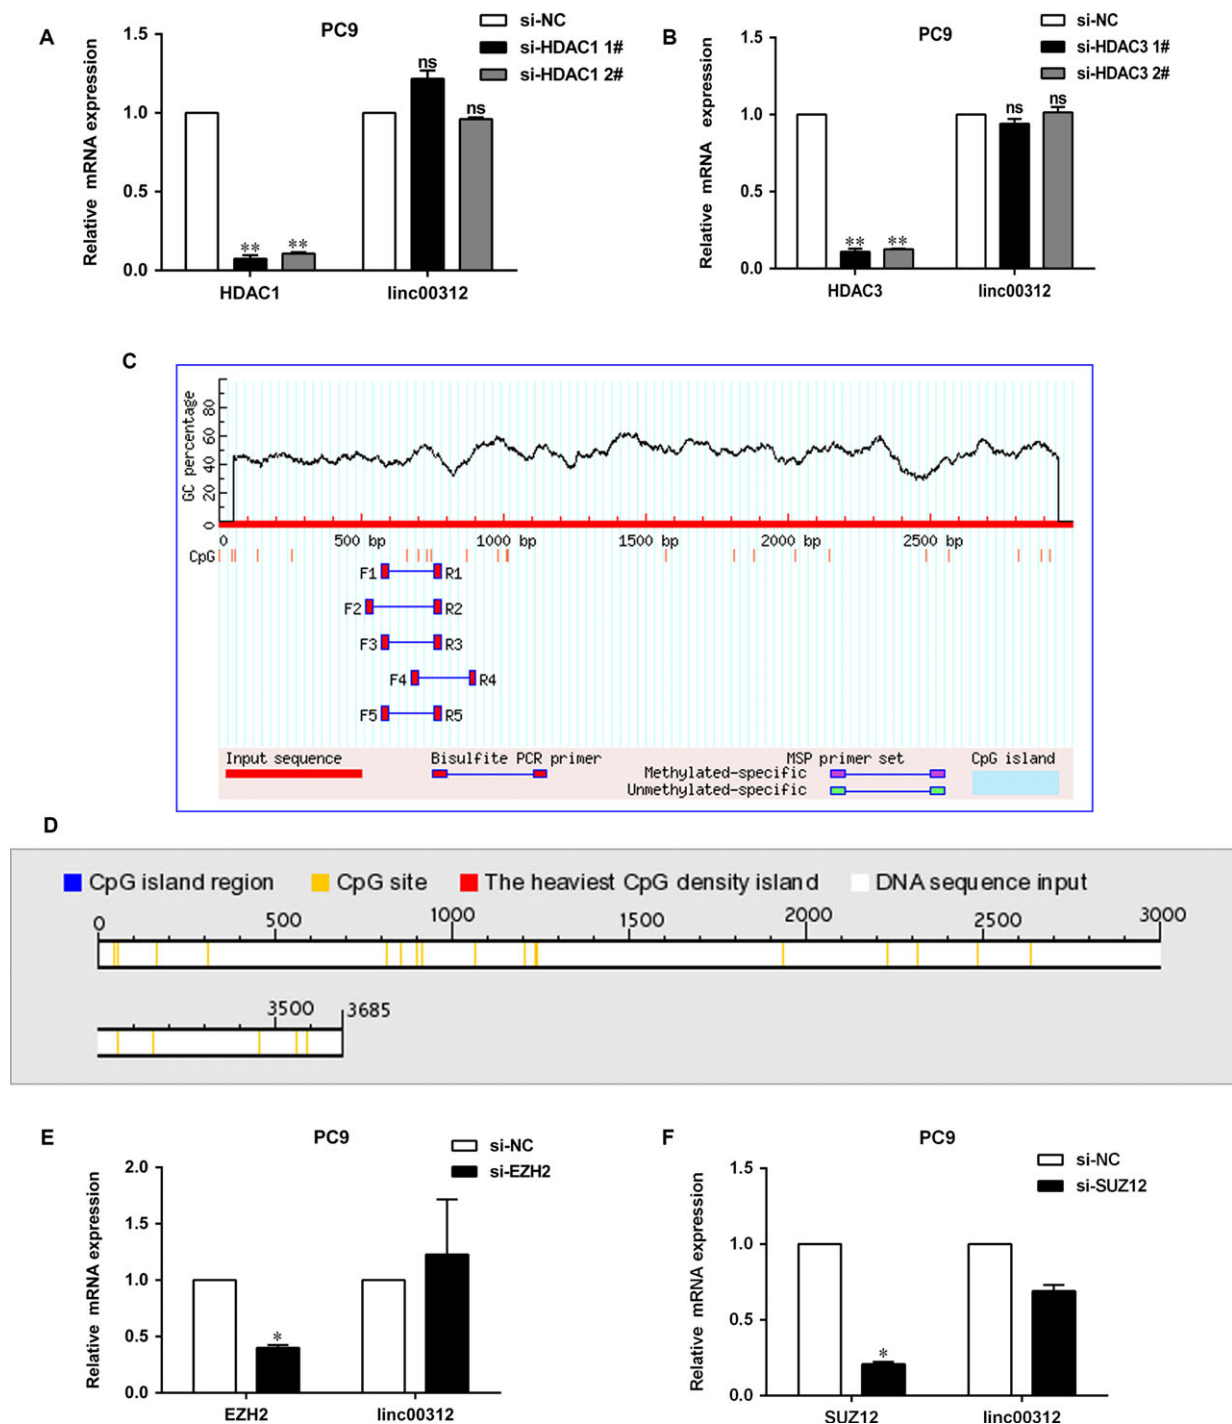 A
PC9
si-NC
si-HDAC1 1#
si-HDAC1 2#
Relative mRNA expression
1.5
1.0
0.5
0.0
**
**
ns
ns
HDAC1
linc00312
B
PC9
si-NC
si-HDAC3 1#
si-HDAC3 2#
Relative mRNA expression
1.5
1.0
0.5
0.0
**
**
ns
ns
HDAC3
linc00312
C
GC percentage
80
60
40
20
0
0 500 bp 1000 bp 1500 bp 2000 bp 2500 bp
CpG
F1 R1
F2 R2
F3 R3
F4 R4
F5 R5
Input sequence
Bisulfite PCR primer
MSP primer set
Methylated-specific
Unmethylated-specific
CpG island
D
CpG island region CpG site The heaviest CpG density island DNA sequence input
0 500 1000 1500 2000 2500 3000
3500 3685
E
PC9
si-NC
si-EZH2
Relative mRNA expression
2.0
1.5
1.0
0.5
0.0
*
EZH2
linc00312
F
PC9
si-NC
si-SUZ12
Relative mRNA expression
1.5
1.0
0.5
0.0
*
SUZ12
linc00312